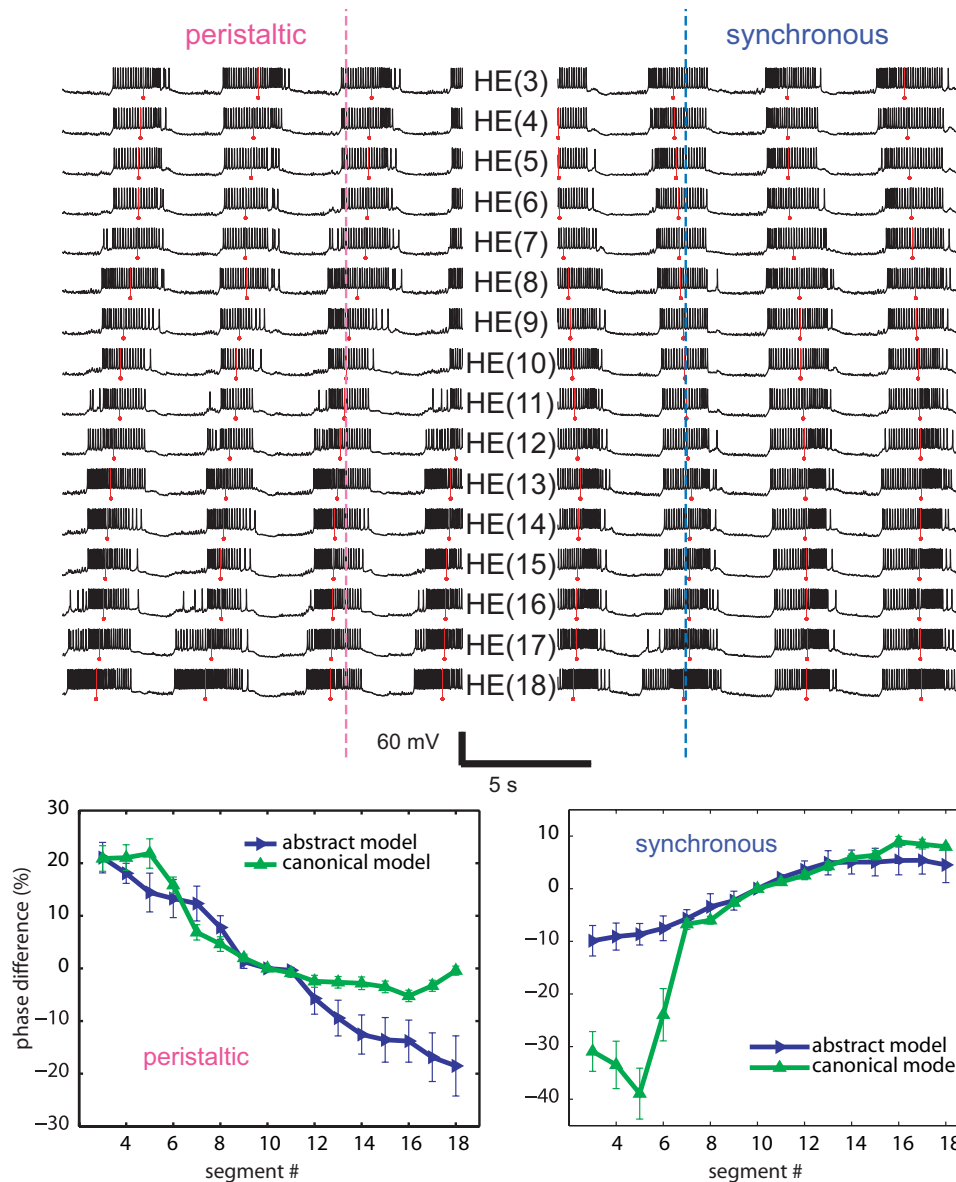 peristaltic
synchronous
HE(3)
HE(4)
HE(5)
HE(6)
HE(7)
HE(8)
HE(9)
HE(10)
HE(11)
HE(12)
HE(13)
HE(14)
HE(15)
HE(16)
HE(17)
HE(18)
60 mV
5 s
30
20
10
0
−10
−20
−30
phase difference (%)
abstract model
canonical model
peristaltic
4 6 8 10 12 14 16 18
segment #
10
0
−10
−20
−30
−40
synchronous
abstract model
canonical model
4 6 8 10 12 14 16 18
segment #